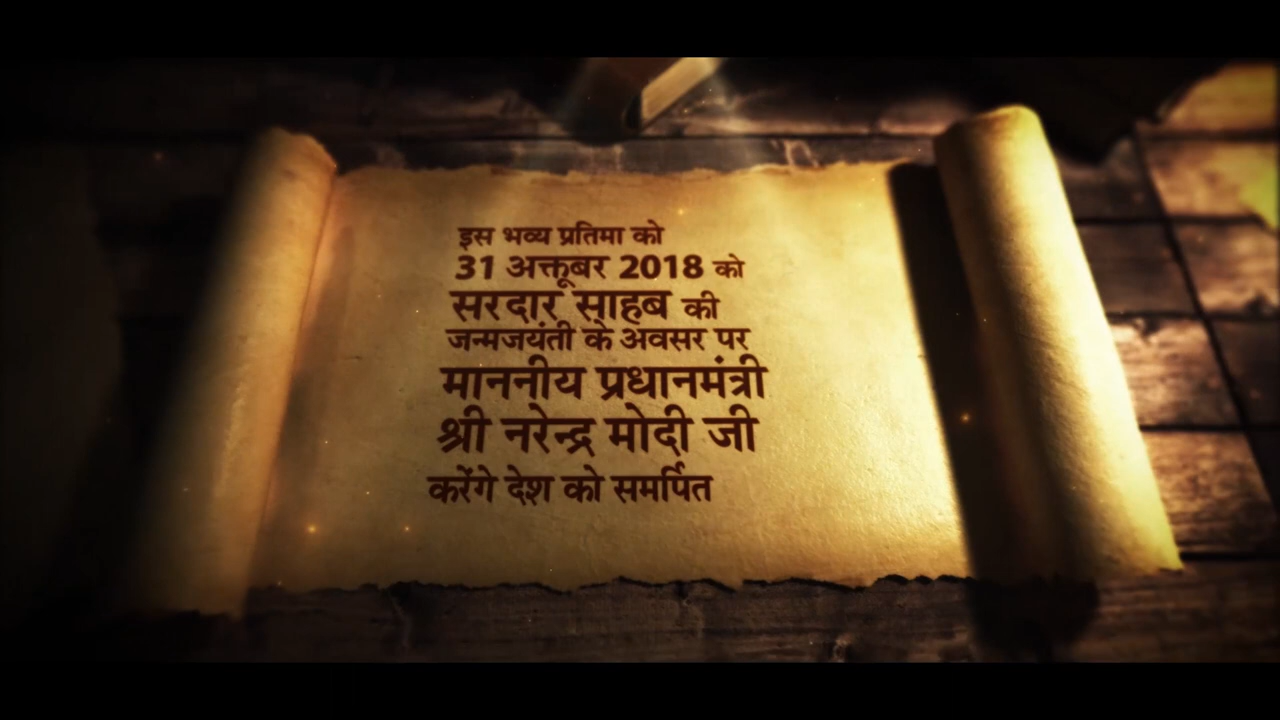 इस भव्य प्रतिमा को
31 अक्तूबर 2018 को
सरदार साहब की
जन्मजयंती के अवसर पर
माननीय प्रधानमंत्री
श्री नरेन्द्र मोदी जी
करेंगे देश को समर्पित